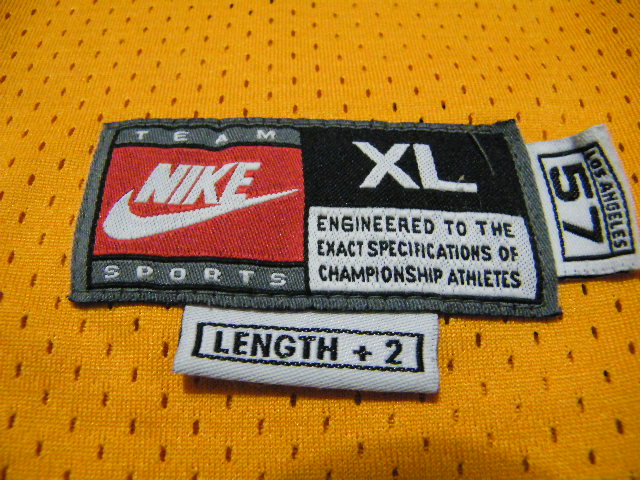 TEAM
NIKE
SPORTS
XL
ENGINEERED TO THE
EXACT SPECIFICATIONS OF
CHAMPIONSHIP ATHLETES
LENGTH + 2
LOS ANGELES
57